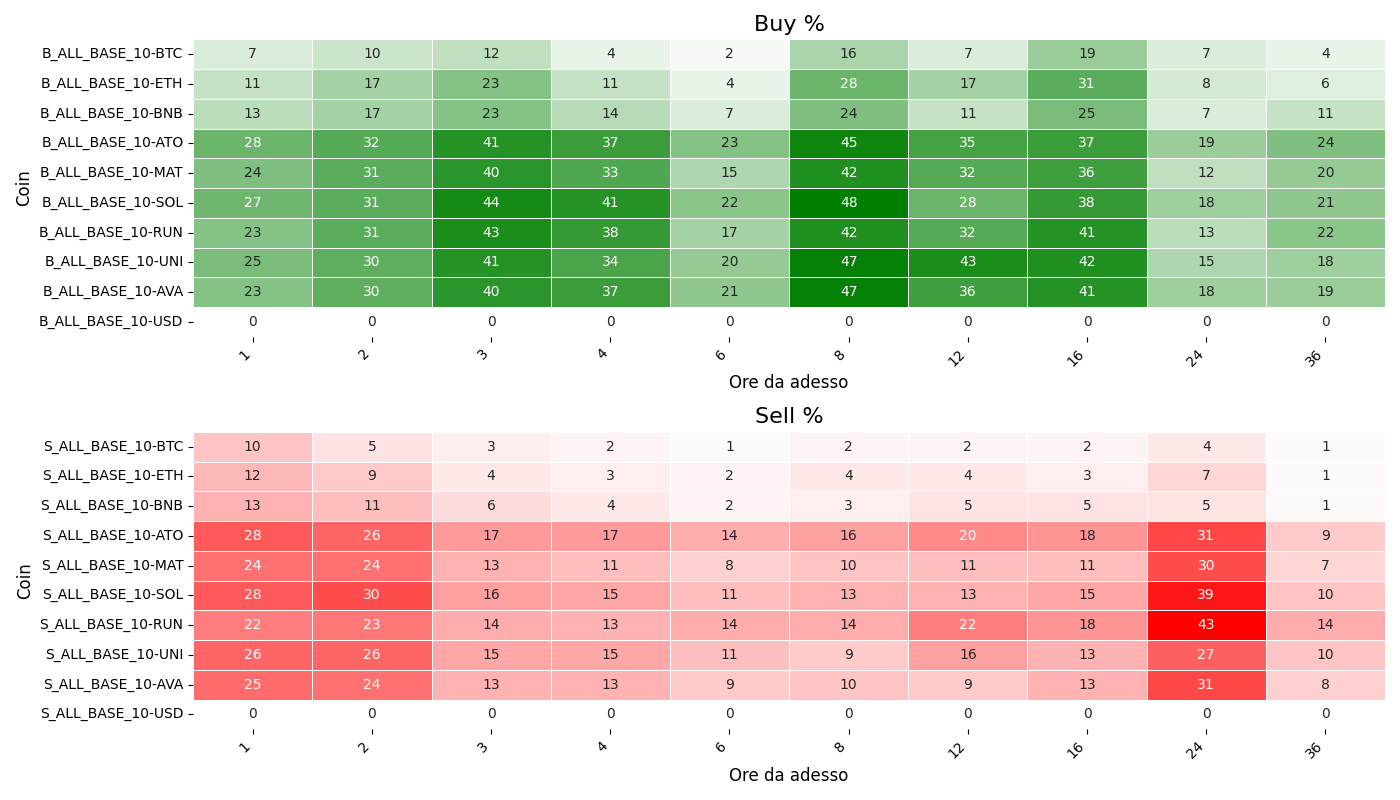 Buy %
Coin
B_ALL_BASE_10-BTC 7 10 12 4 2 16 7 19 7 4
B_ALL_BASE_10-ETH 11 17 23 11 4 28 17 31 8 6
B_ALL_BASE_10-BNB 13 17 23 14 7 24 11 25 7 11
B_ALL_BASE_10-ATO 28 32 41 37 23 45 35 37 19 24
B_ALL_BASE_10-MAT 24 31 40 33 15 42 32 36 12 20
B_ALL_BASE_10-SOL 27 31 44 41 22 48 28 38 18 21
B_ALL_BASE_10-RUN 23 31 43 38 17 42 32 41 13 22
B_ALL_BASE_10-UNI 25 30 41 34 20 47 43 42 15 18
B_ALL_BASE_10-AVA 23 30 40 37 21 47 36 41 18 19
B_ALL_BASE_10-USD 0 0 0 0 0 0 0 0 0 0
1 2 3 4 6 8 12 16 24 36
Ore da adesso
Sell %
Coin
S_ALL_BASE_10-BTC 10 5 3 2 1 2 2 2 4 1
S_ALL_BASE_10-ETH 12 9 4 3 2 4 4 3 7 1
S_ALL_BASE_10-BNB 13 11 6 4 2 3 5 5 5 1
S_ALL_BASE_10-ATO 28 26 17 17 14 16 20 18 31 9
S_ALL_BASE_10-MAT 24 24 13 11 8 10 11 11 30 7
S_ALL_BASE_10-SOL 28 30 16 15 11 13 13 15 39 10
S_ALL_BASE_10-RUN 22 23 14 13 14 14 22 18 43 14
S_ALL_BASE_10-UNI 26 26 15 15 11 9 16 13 27 10
S_ALL_BASE_10-AVA 25 24 13 13 9 10 9 13 31 8
S_ALL_BASE_10-USD 0 0 0 0 0 0 0 0 0 0
1 2 3 4 6 8 12 16 24 36
Ore da adesso